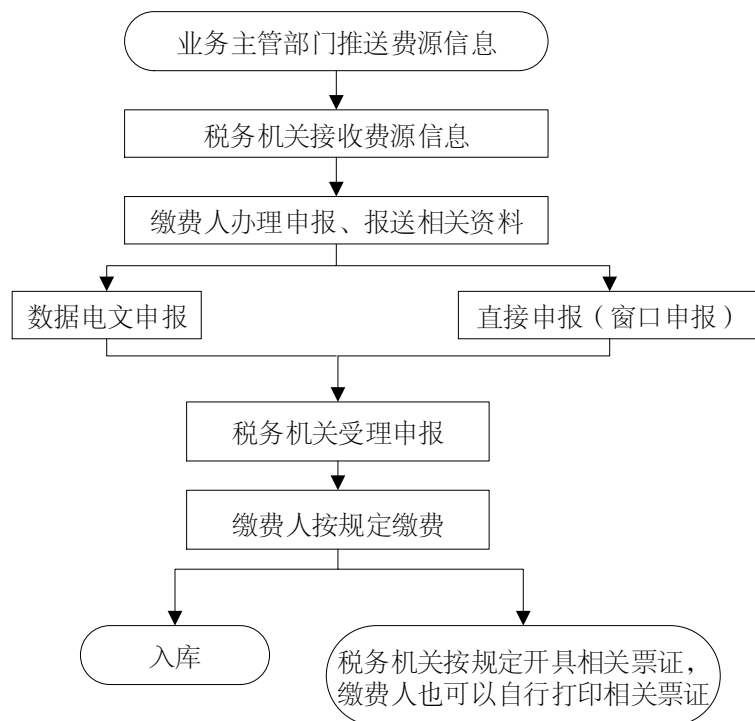 业务主管部门推送费源信息
税务机关接收费源信息
缴费人办理申报、报送相关资料
数据电文申报
直接申报（窗口申报）
税务机关受理申报
缴费人按规定缴费
入库
税务机关按规定开具相关票证，
缴费人也可以自行打印相关票证